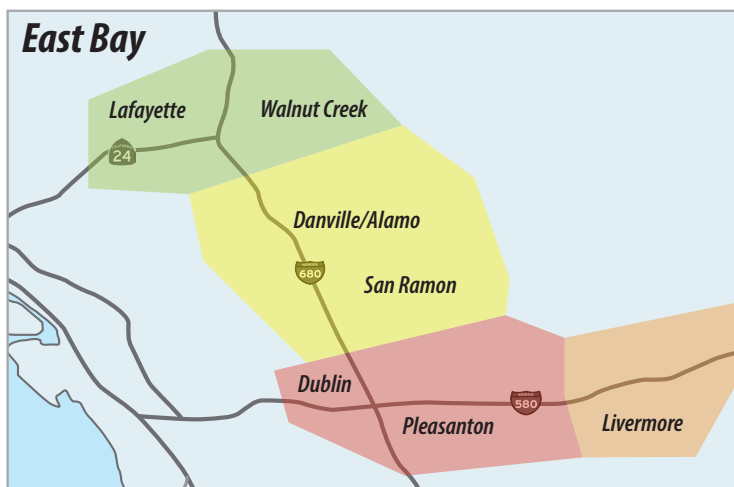 East Bay
Lafayette
Walnut Creek
24
Danville/Alamo
680
San Ramon
Dublin
580
Pleasanton
Livermore